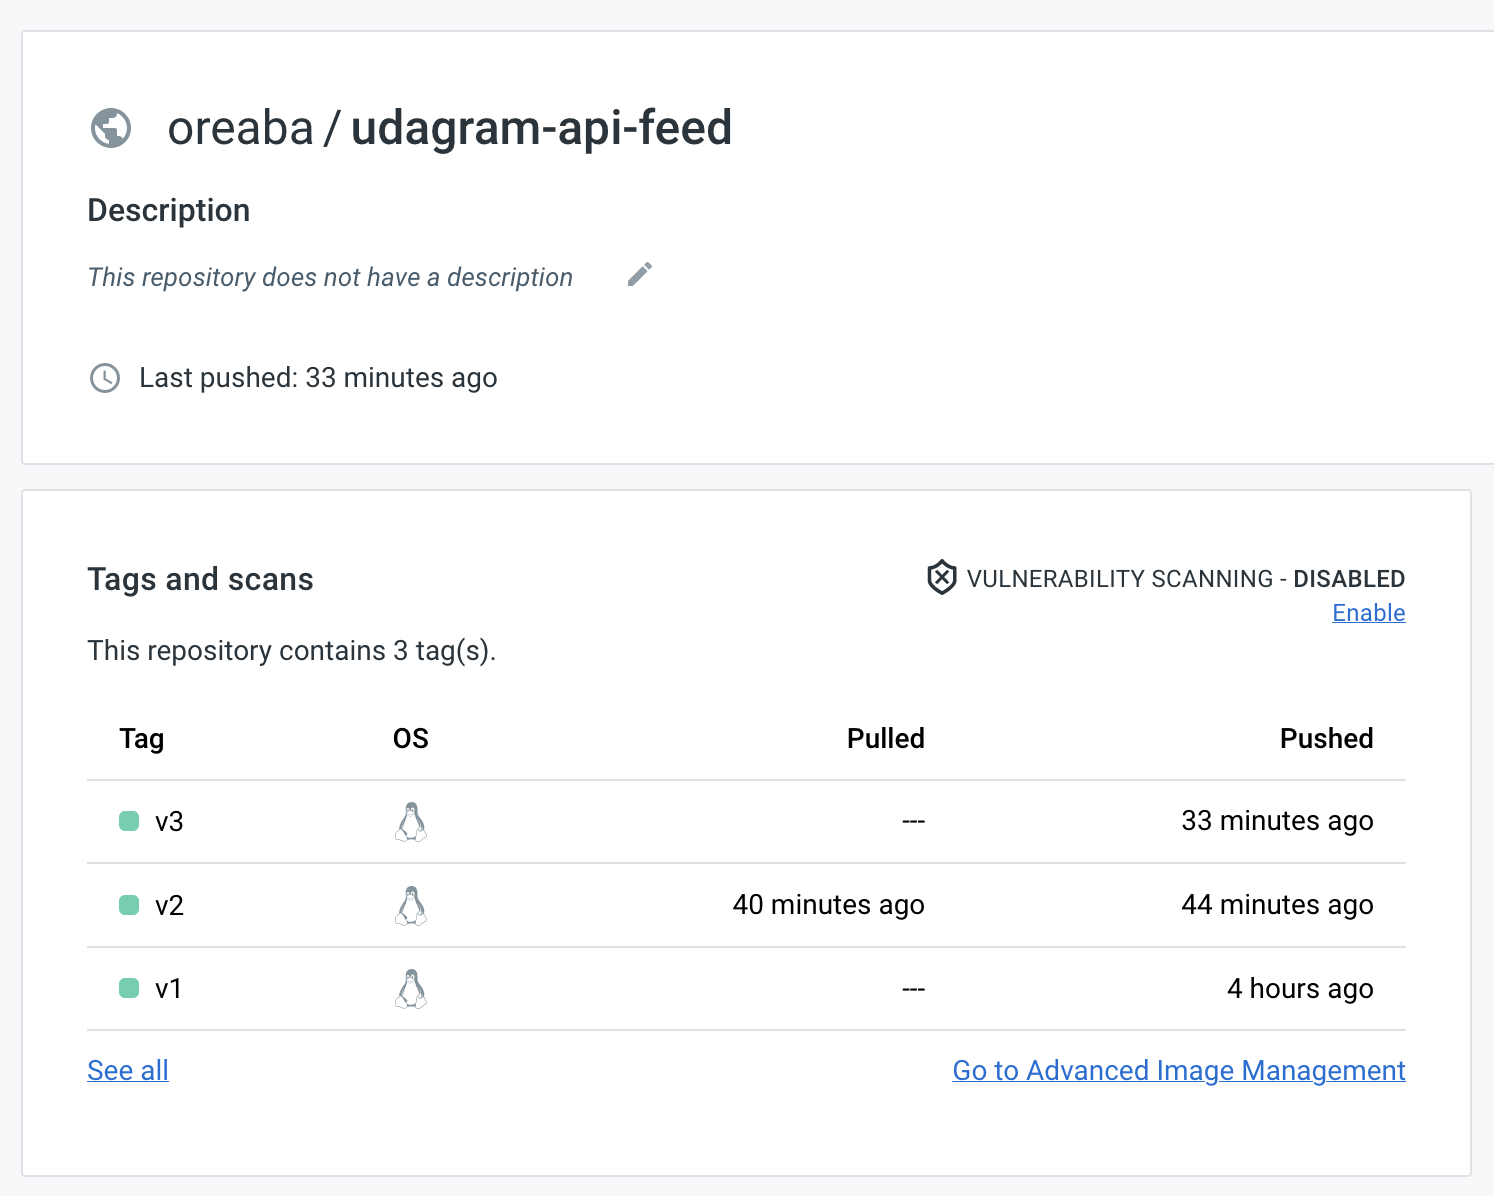 oreaba / udagram-api-feed
Description
This repository does not have a description
Last pushed: 33 minutes ago
Tags and scans
VULNERABILITY SCANNING - DISABLED
Enable
This repository contains 3 tag(s).
Tag OS Pulled Pushed
v3 --- 33 minutes ago
v2 40 minutes ago 44 minutes ago
v1 --- 4 hours ago
See all Go to Advanced Image Management